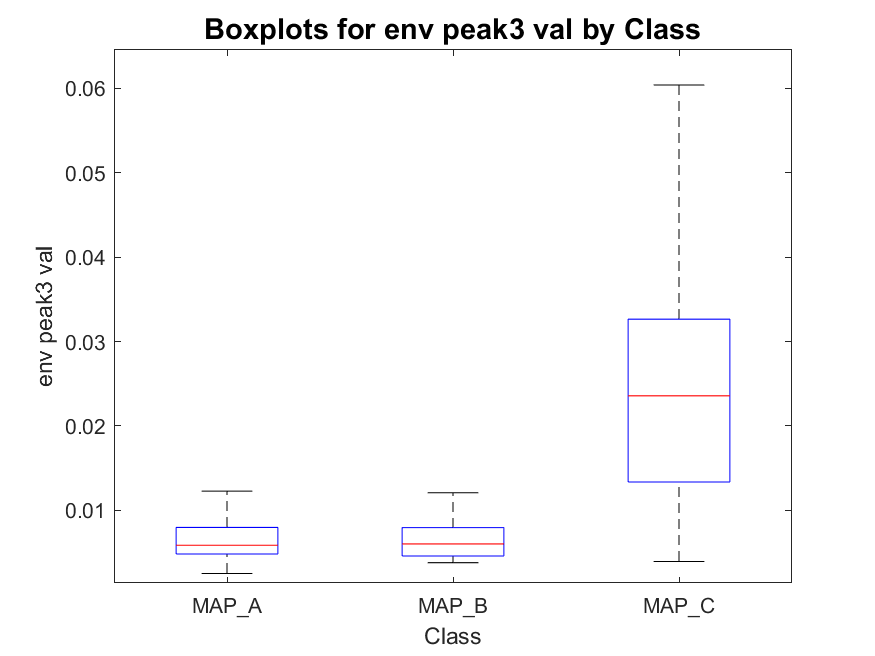 Boxplots for env peak3 val by Class
0.06
0.05
0.04
0.03
0.02
0.01
env peak3 val
MAP_A MAP_B MAP_C
Class